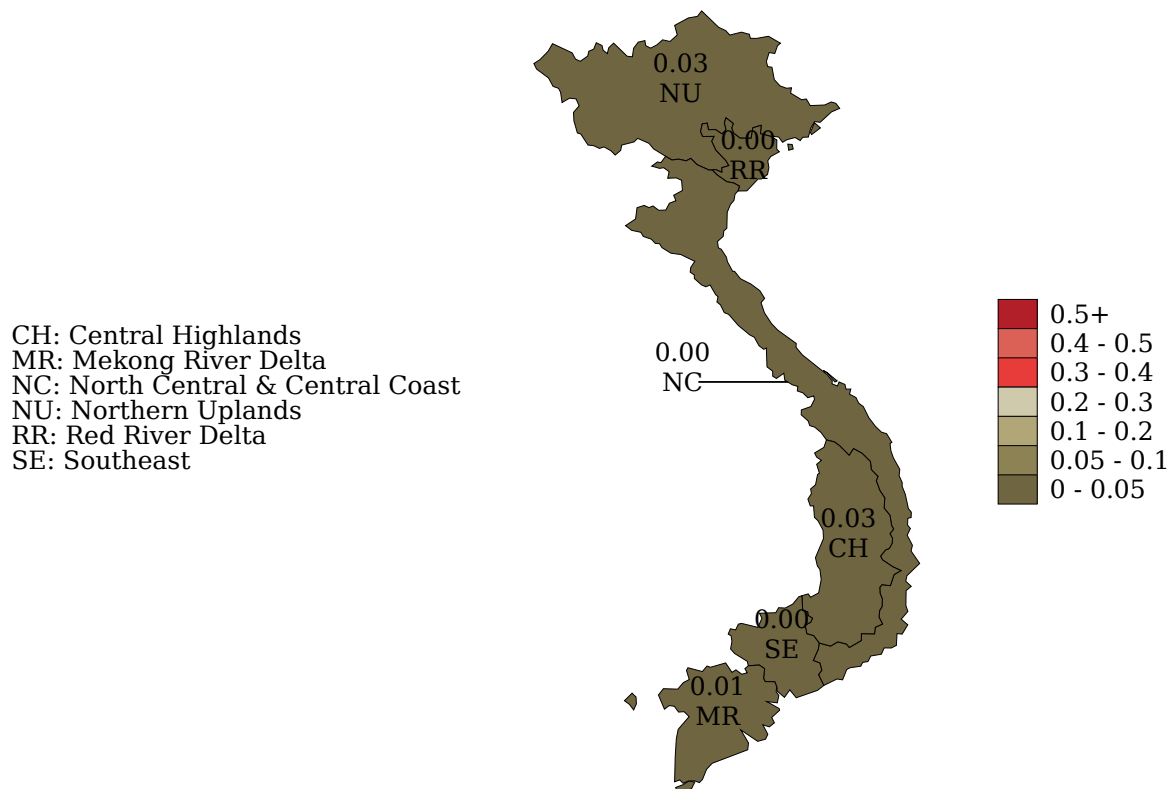 0.03
NU
0.00
RR
0.00
NC
CH: Central Highlands
MR: Mekong River Delta
NC: North Central & Central Coast
NU: Northern Uplands
RR: Red River Delta
SE: Southeast
0.5+
0.4 - 0.5
0.3 - 0.4
0.2 - 0.3
0.1 - 0.2
0.05 - 0.1
0 - 0.05
0.03
CH
0.00
SE
0.01
MR